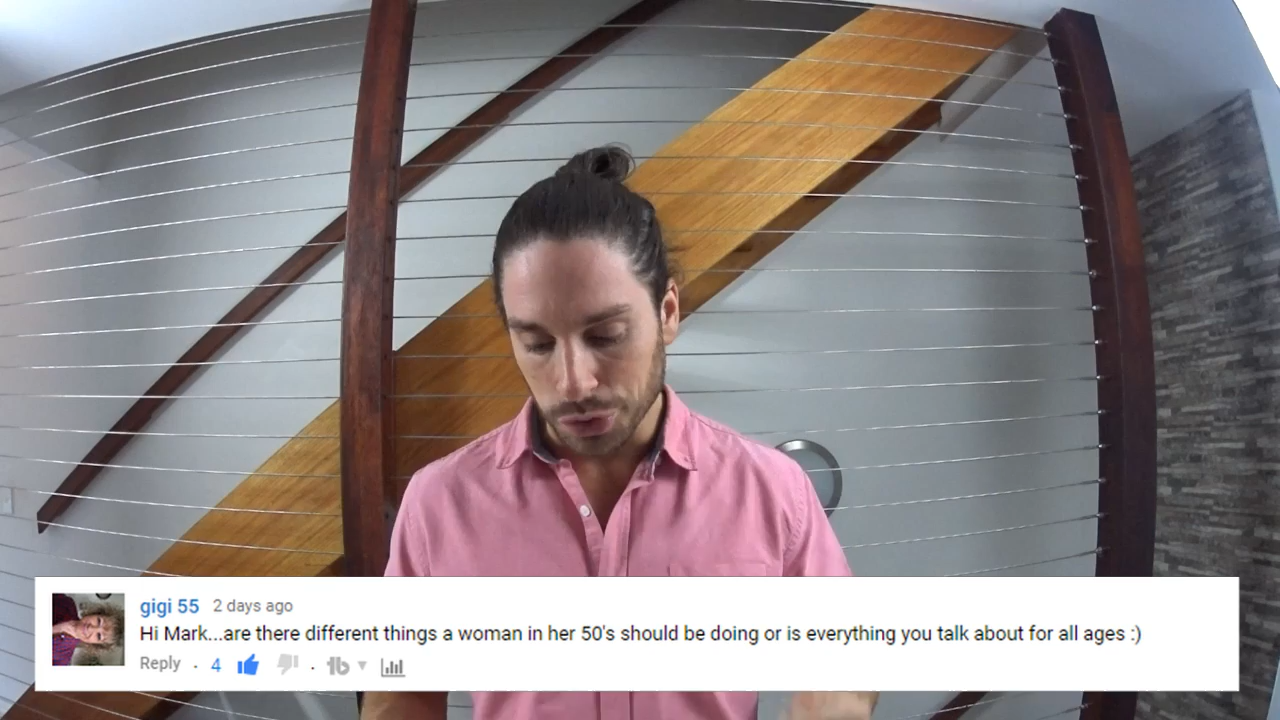 gigi 55 2 days ago
Hi Mark...are there different things a woman in her 50's should be doing or is everything you talk about for all ages :)
Reply · 4 · tb